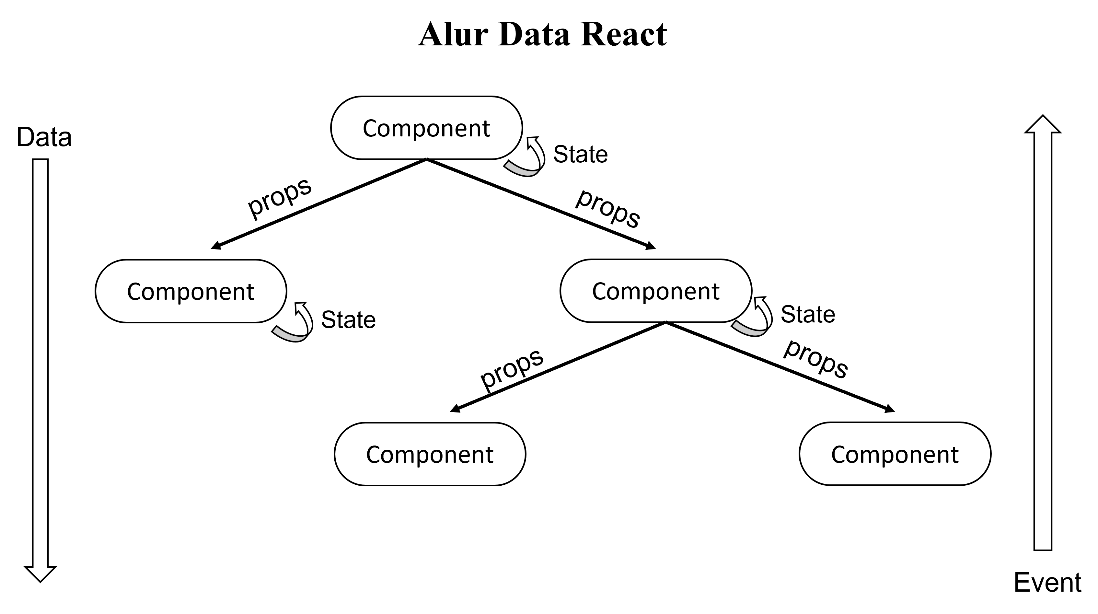 Alur Data React
Data
Component
State
props
props
Component
State
Component
State
props
props
Component
Component
Event